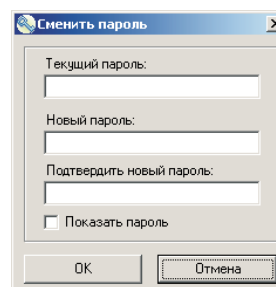 Сменить пароль
Текущий пароль:
Новый пароль:
Подтвердить новый пароль:
Показать пароль
OK
Отмена